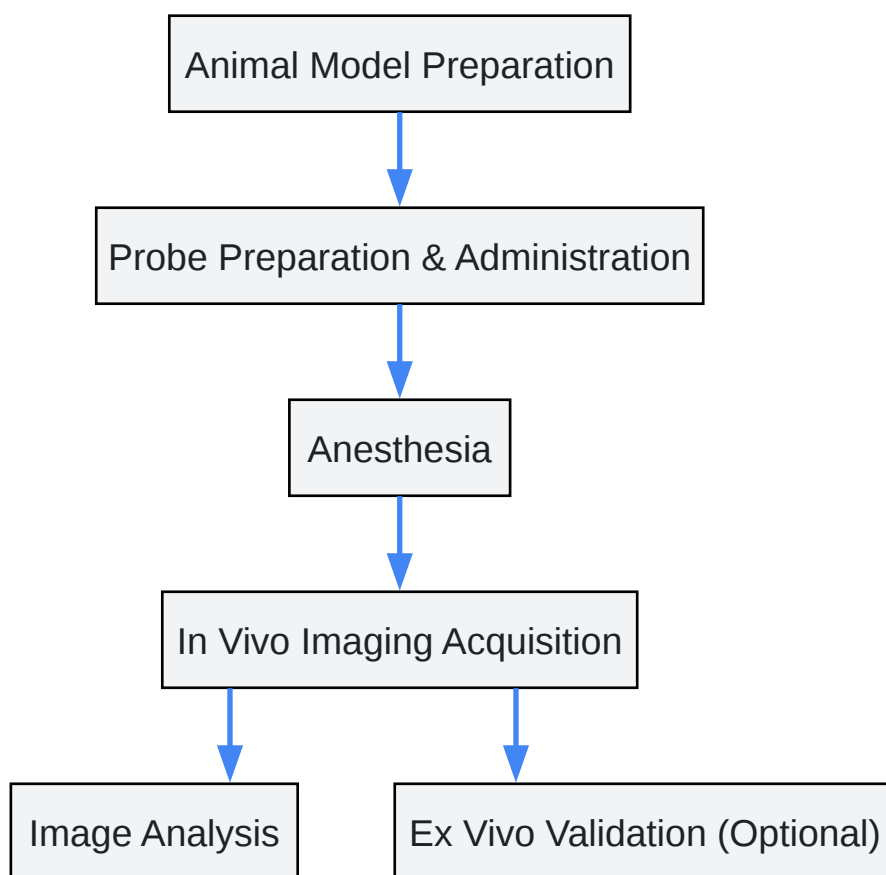 Animal Model Preparation
Probe Preparation & Administration
Anesthesia
In Vivo Imaging Acquisition
Image Analysis
Ex Vivo Validation (Optional)